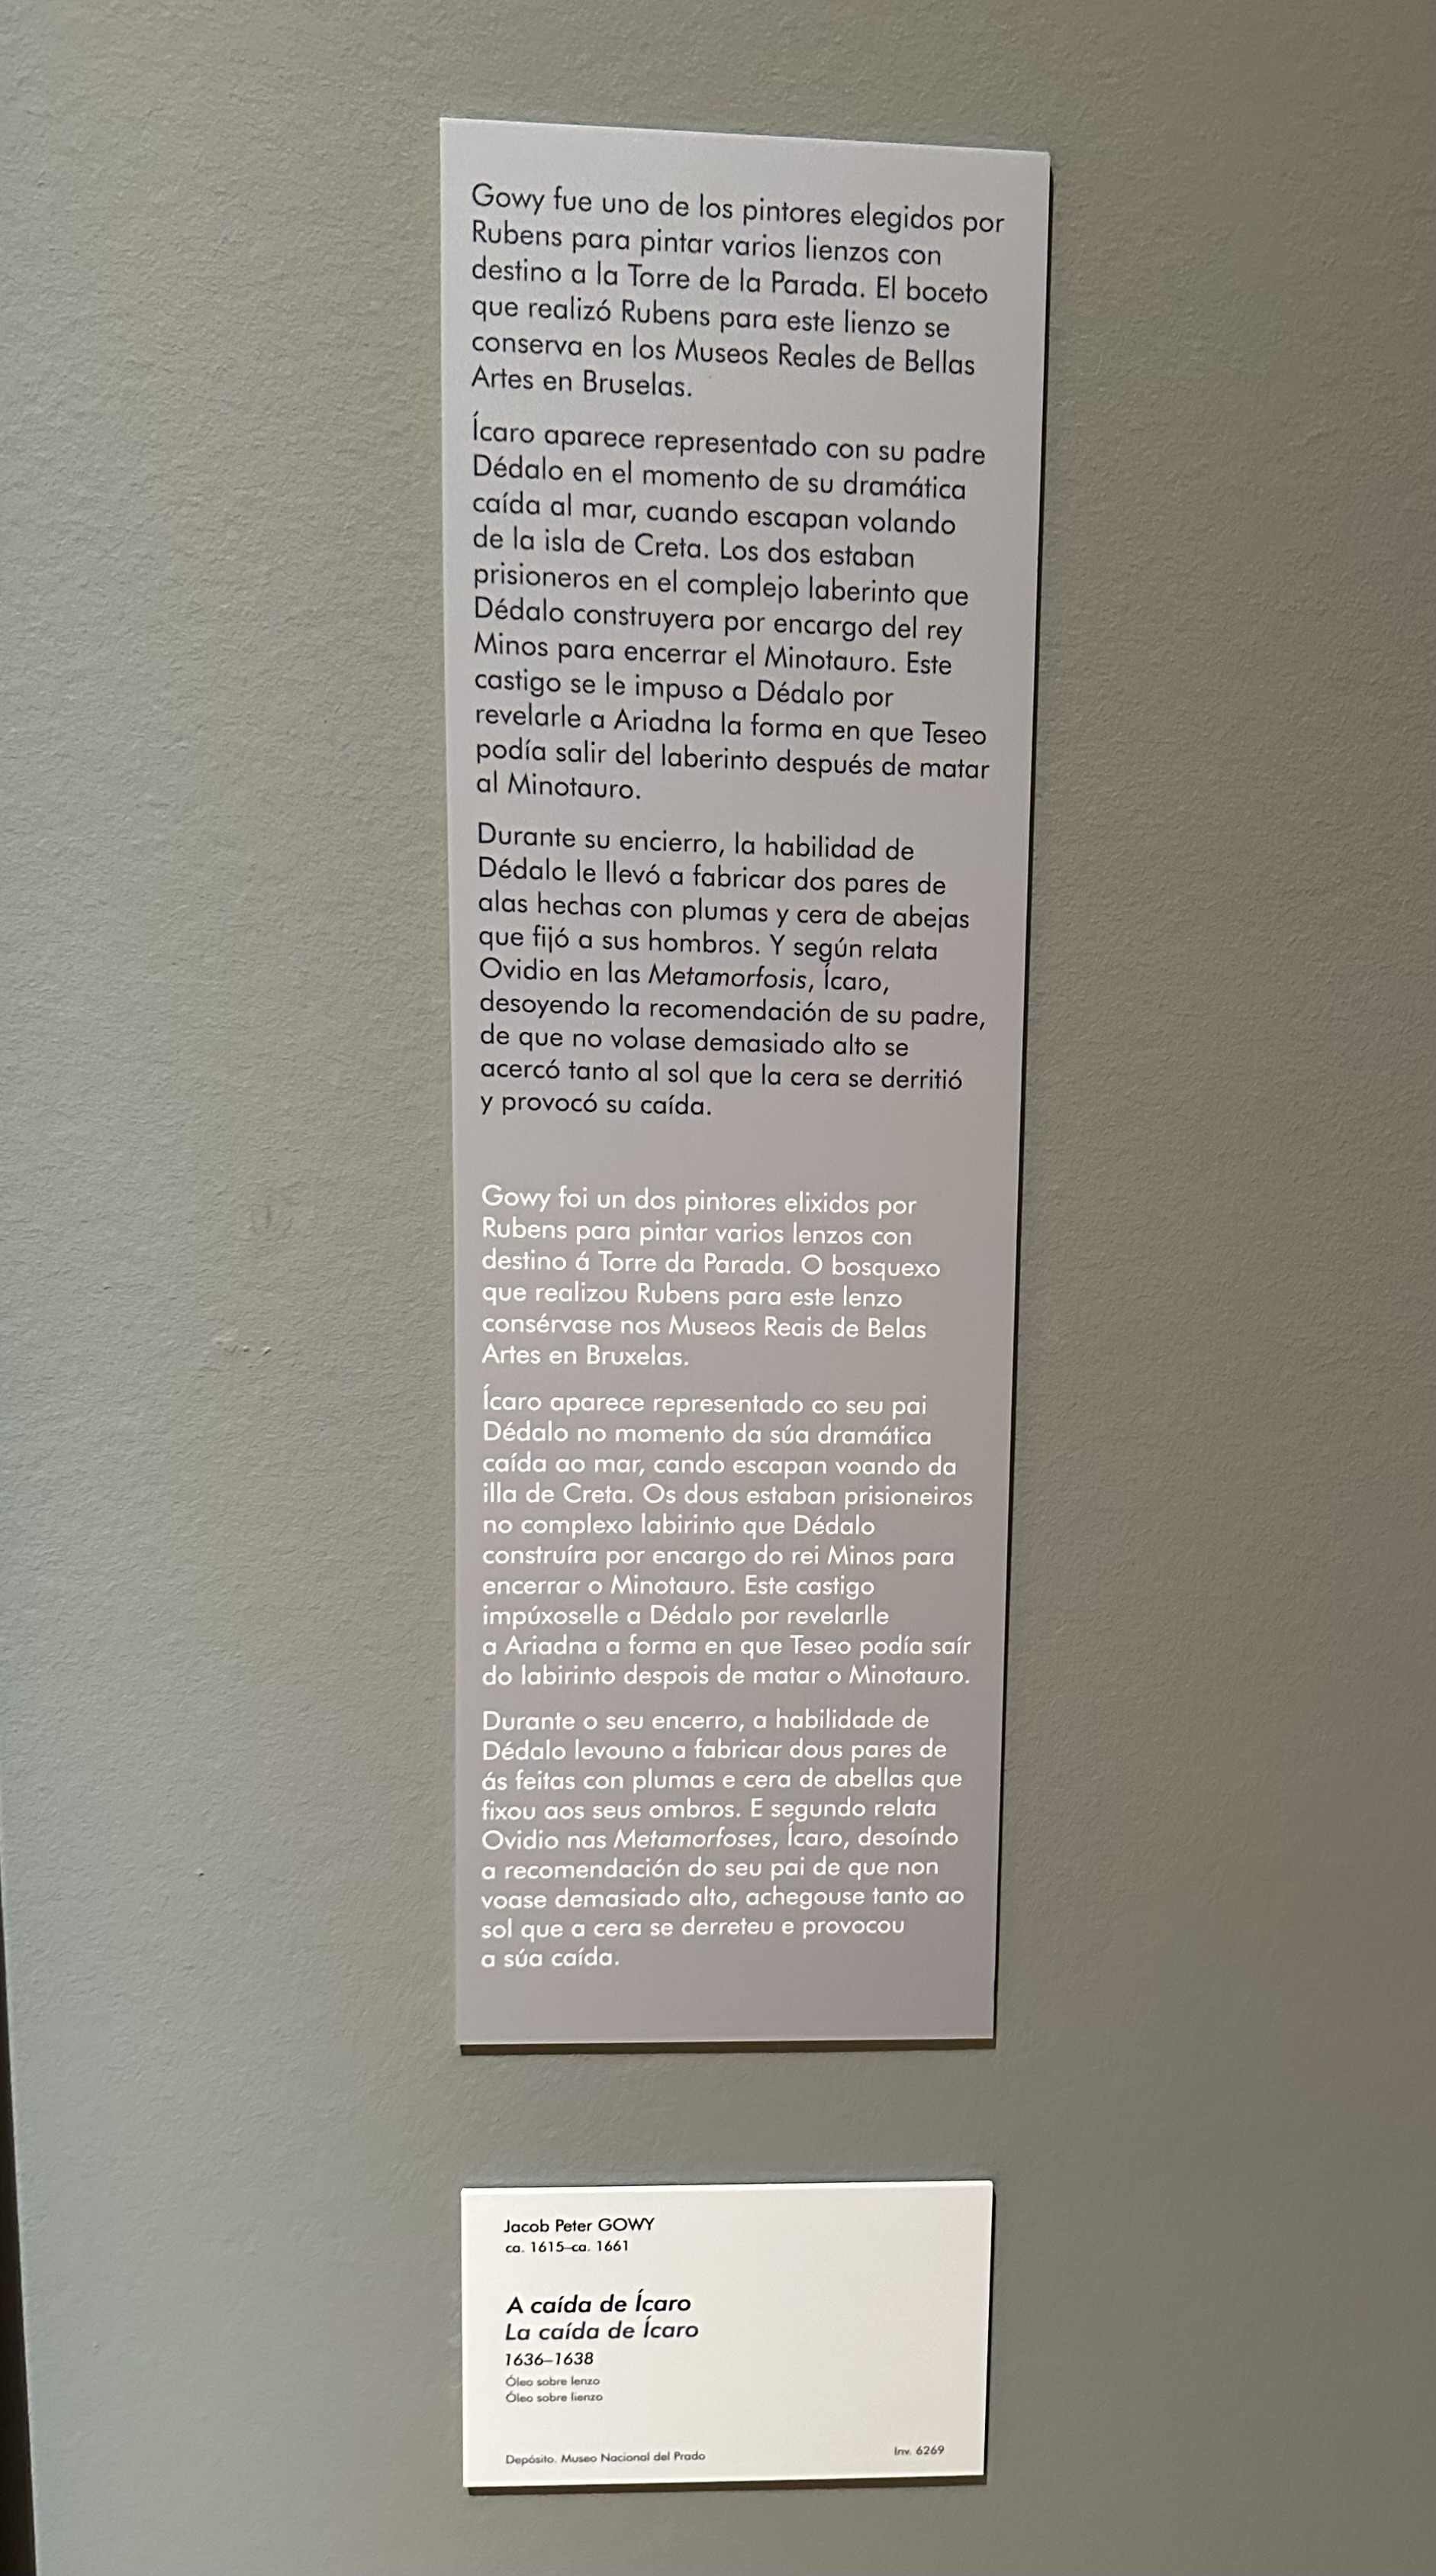 Gowy fue uno de los pintores elegidos por
Rubens para pintar varios lienzos con
destino a la Torre de la Parada. El boceto
que realizó Rubens para este lienzo se
conserva en los Museos Reales de Bellas
Artes en Bruselas.
Ícaro aparece representado con su padre
Dédalo en el momento de su dramática
caída al mar, cuando escapan volando
de la isla de Creta. Los dos estaban
prisioneros en el complejo laberinto que
Dédalo construyera por encargo del rey
Minos para encerrar el Minotauro. Este
castigo se le impuso a Dédalo por
revelarle a Ariadna la forma en que Teseo
podía salir del laberinto después de matar
al Minotauro.
Durante su encierro, la habilidad de
Dédalo le llevó a fabricar dos pares de
alas hechas con plumas y cera de abejas
que fijó a sus hombros. Y según relata
Ovidio en las Metamorfosis, Ícaro,
desoyendo la recomendación de su padre,
de que no volase demasiado alto se
acercó tanto al sol que la cera se derritió
y provocó su caída.
Gowy foi un dos pintores elixidos por
Rubens para pintar varios lenzos con
destino á Torre da Parada. O bosquexo
que realizou Rubens para este lenzo
consérvase nos Museos Reais de Belas
Artes en Bruxelas.
Ícaro aparece representado co seu pai
Dédalo no momento da súa dramática
caída ao mar, cando escapan voando da
illa de Creta. Os dous estaban prisioneiros
no complexo labirinto que Dédalo
construíra por encargo do rei Minos para
encerrar o Minotauro. Este castigo
impúxoselle a Dédalo por revelarlle
a Ariadna a forma en que Teseo podía saír
do labirinto despois de matar o Minotauro.
Durante o seu encerro, a habilidade de
Dédalo levouno a fabricar dous pares de
ás feitas con plumas e cera de abellas que
fixou aos seus ombros. E segundo relata
Ovidio nas Metamorfoses, Ícaro, desoíndo
a recomendación do seu pai de que non
voase demasiado alto, achegouse tanto ao
sol que a cera se derreteu e provocou
a súa caída.
Jacob Peter GOWY
ca. 1615–ca. 1661
A caída de Ícaro
La caída de Ícaro
1636–1638
Óleo sobre lenzo
Óleo sobre lienzo
Depósito. Museo Nacional del Prado
Inv. 6269